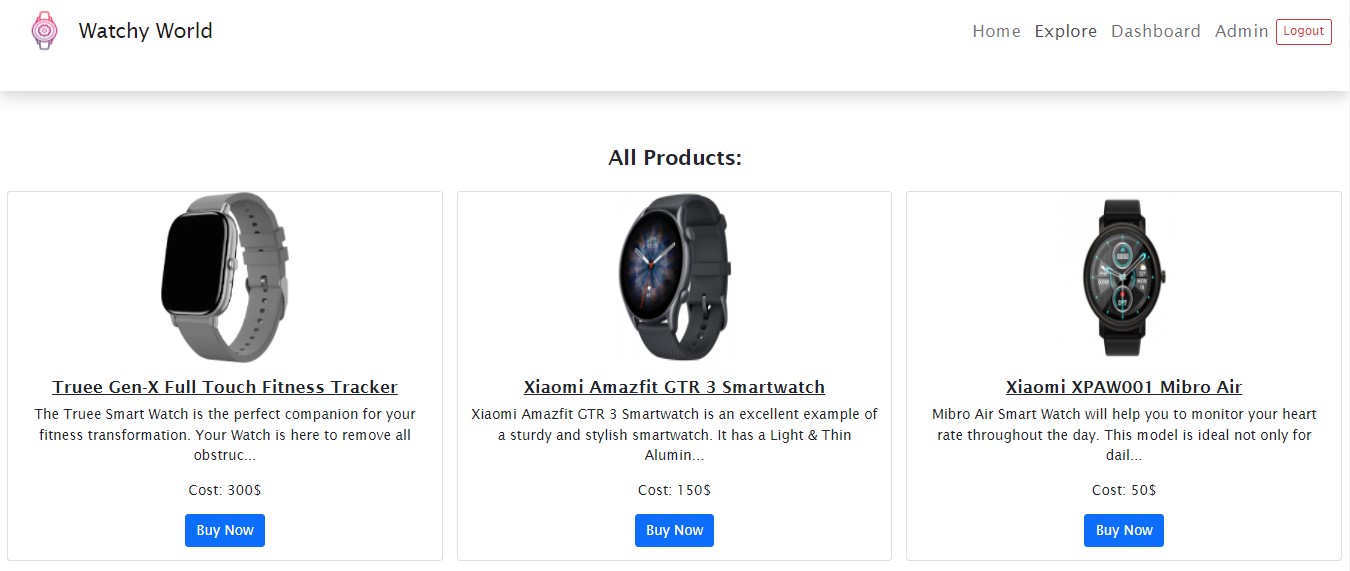 Watchy World
Home Explore Dashboard Admin Logout
All Products:
Truee Gen-X Full Touch Fitness Tracker
The Truee Smart Watch is the perfect companion for your
fitness transformation. Your Watch is here to remove all
obstruc...
Cost: 300$
Buy Now
Xiaomi Amazfit GTR 3 Smartwatch
Xiaomi Amazfit GTR 3 Smartwatch is an excellent example of
a sturdy and stylish smartwatch. It has a Light & Thin
Alumin...
Cost: 150$
Buy Now
Xiaomi XPAW001 Mibro Air
Mibro Air Smart Watch will help you to monitor your heart
rate throughout the day. This model is ideal not only for
dail...
Cost: 50$
Buy Now